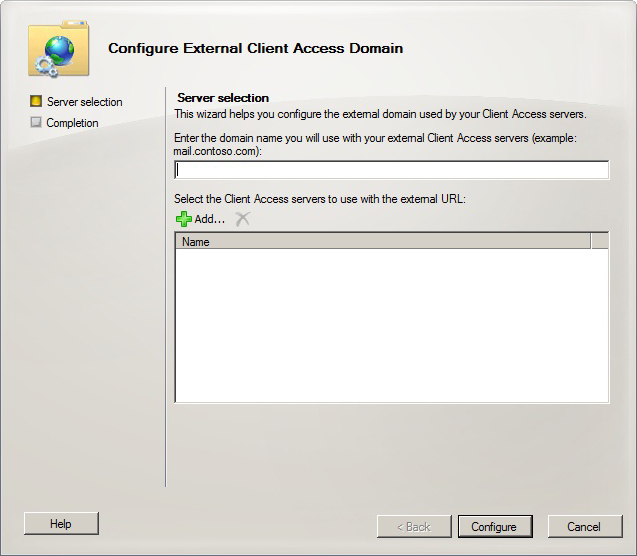 Configure External Client Access Domain
Server selection
Completion
Server selection
This wizard helps you configure the external domain used by your Client Access servers.
Enter the domain name you will use with your external Client Access servers (example:
mail.contoso.com):
Select the Client Access servers to use with the external URL:
Add...
Name
Help
< Back
Configure
Cancel